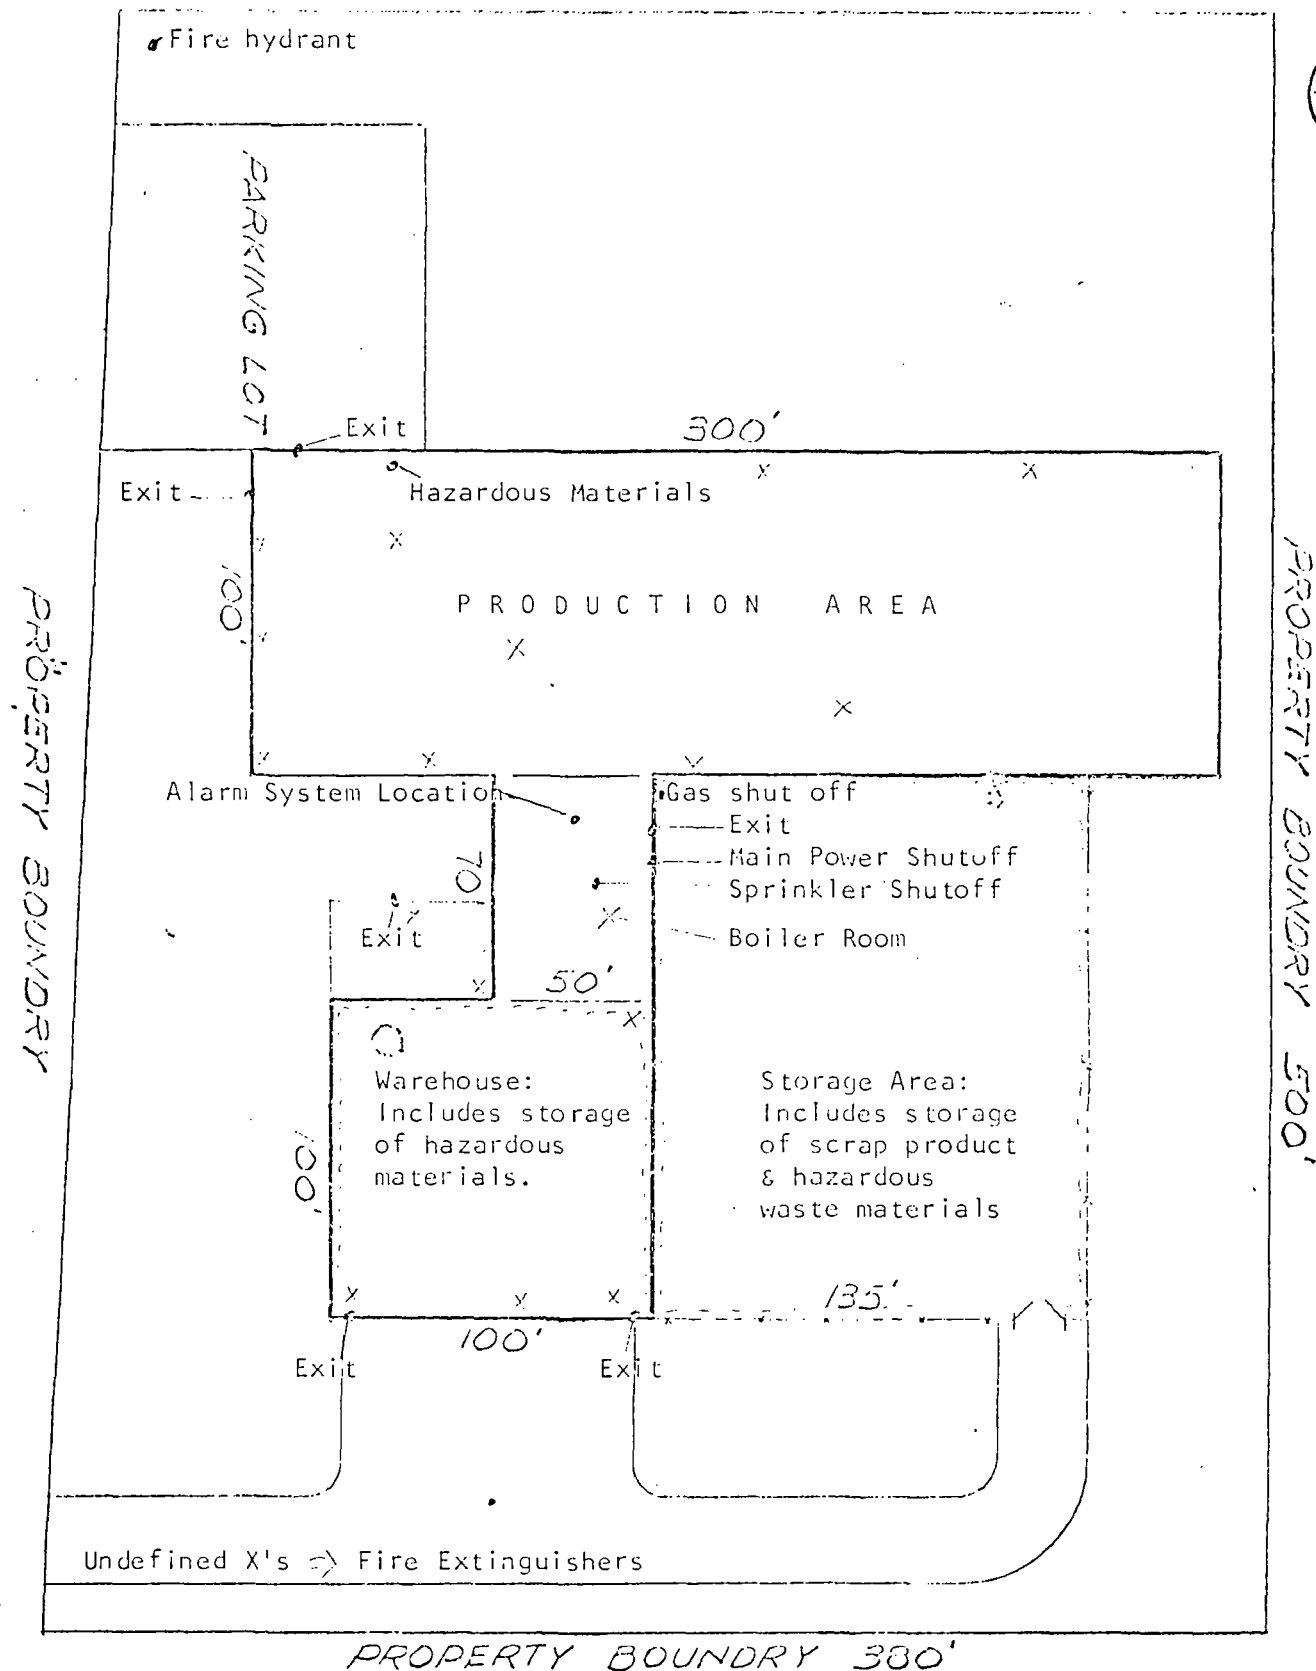 Fire hydrant
PARKING LOT
Exit
300'
Exit
Hazardous Materials
100'
PRODUCTION AREA
Alarm System Location
Gas shut off
Exit
70
Main Power Shutoff
Sprinkler Shutoff
Exit
Boiler Room
50'
Warehouse:
Includes storage
of hazardous
materials.
Storage Area:
Includes storage
of scrap product
& hazardous
waste materials
100'
135'
100'
Exit
Exit
Undefined X's => Fire Extinguishers
PROPERTY BOUNDRY
PROPERTY BOUNDRY 500'
PROPERTY BOUNDRY 380'